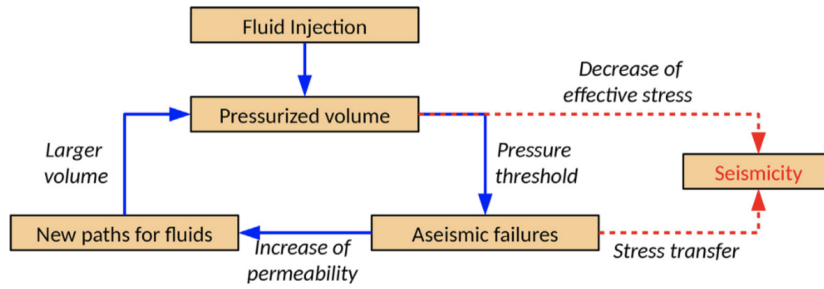 Fluid Injection
Decrease of
effective stress
Pressurized volume
Larger
volume
Pressure
threshold
Seismicity
New paths for fluids
Increase of
permeability
Aseismic failures
Stress transfer